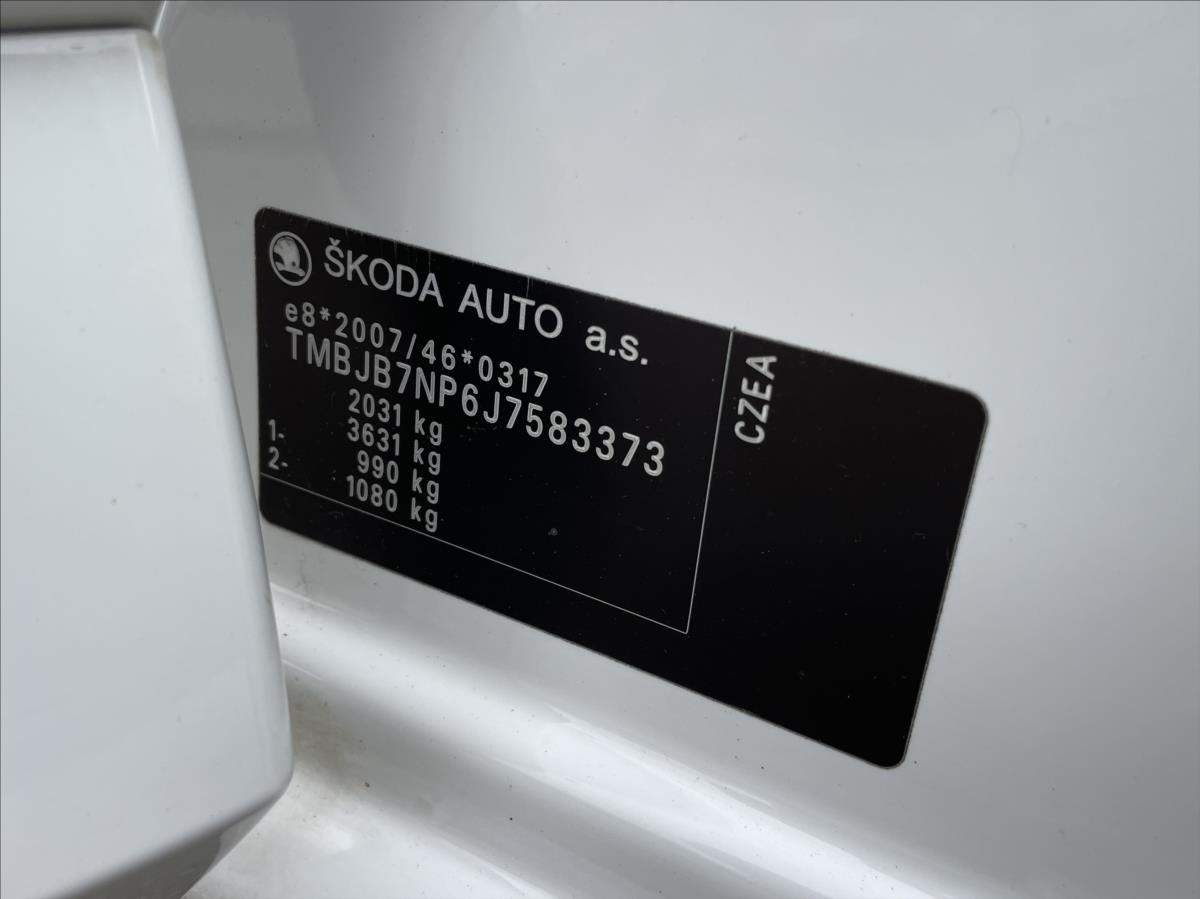 ŠKODA AUTO a.s.
e8*2007/46*0317
TMBJB7NP6J7583373
2031 kg
3631 kg
1- 990 kg
2- 1080 kg
CZEA